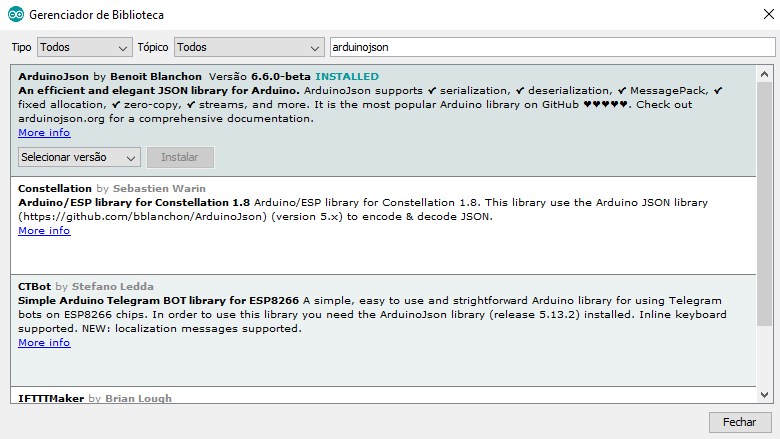 Gerenciador de Biblioteca
Tipo Todos Tópico Todos arduinojson
ArduinoJson by Benoit Blanchon Versão 6.6.0-beta INSTALLED
An efficient and elegant JSON library for Arduino. ArduinoJson supports ✔ serialization, ✔ deserialization, ✔ MessagePack, ✔
fixed allocation, ✔ zero-copy, ✔ streams, and more. It is the most popular Arduino library on GitHub ♥♥♥♥♥. Check out
arduinojson.org for a comprehensive documentation.
More info
Selecionar versão Instalar
Constellation by Sebastien Warin
Arduino/ESP library for Constellation 1.8 Arduino/ESP library for Constellation 1.8. This library use the Arduino JSON library
(https://github.com/bblanchon/ArduinoJson) (version 5.x) to encode & decode JSON.
More info
CTBot by Stefano Ledda
Simple Arduino Telegram BOT library for ESP8266 A simple, easy to use and strightforward Arduino library for using Telegram
bots on ESP8266 chips. In order to use this library you need the ArduinoJson library (release 5.13.2) installed. Inline keyboard
supported. NEW: localization messages supported.
More info
IFTTTMaker by Brian Lough
Fechar